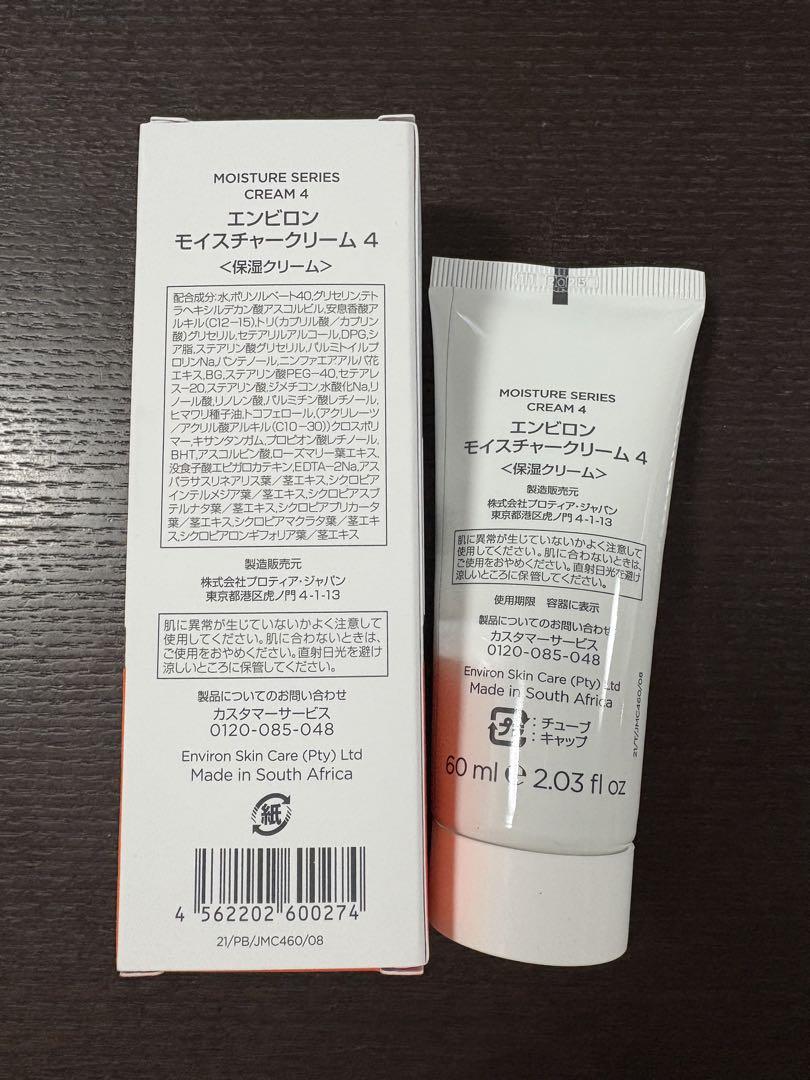 MOISTURE SERIES
CREAM 4
エンビロン
モイスチャークリーム 4
<保湿クリーム>
配合成分:水,ポリソルベート40,グリセリン,テト
ラヘキシルデカン酸アスコルビル,安息香酸ア
ルキル(C12-15),トリ(カプリル酸/カプリン
酸)グリセリル,セテアリルアルコール,DPG,シ
ア脂,ステアリン酸グリセリル,パルミトイルプ
ロリンNa,パンテノール,ニンファエアアルバ花
エキス,BG,ステアリン酸PEG-40,セテアレ
ス-20,ステアリン酸,ジメチコン,水酸化Na,リ
ノール酸,リノレン酸,パルミチン酸レチノール,
ヒマワリ種子油,トコフェロール,(アクリレーツ
/アクリル酸アルキル(C10-30))クロスポリ
マー,キサンタンガム,プロピオン酸レチノール,
BHT,アスコルビン酸,ローズマリー葉エキス,
没食子酸エピガロカテキン,EDTA-2Na,アス
パラサスリネアリス葉/茎エキス,シクロピア
インテルメジア葉/茎エキス,シクロピアスブ
テルナタ葉/茎エキス,シクロピアプリカータ
葉/茎エキス,シクロピアマクラタ葉/茎エキ
ス,シクロピアロンギフォリア葉/茎エキス
製造販売元
株式会社プロティア・ジャパン
東京都港区虎ノ門 4-1-13
肌に異常が生じていないかよく注意して
使用してください。肌に合わないときは、
ご使用をおやめください。直射日光を避け
涼しいところに保管してください。
製品についてのお問い合わせ
カスタマーサービス
0120-085-048
Environ Skin Care (Pty) Ltd
Made in South Africa
紙
4 562202 600274
21/PB/JMC460/08
MOISTURE SERIES
CREAM 4
エンビロン
モイスチャークリーム 4
<保湿クリーム>
製造販売元
株式会社プロティア・ジャパン
東京都港区虎ノ門 4-1-13
肌に異常が生じていないかよく注意して
使用してください。肌に合わないときは、
ご使用をおやめください。直射日光を避け
涼しいところに保管してください。
使用期限 容器に表示
製品についてのお問い合わせ
カスタマーサービス
0120-085-048
Environ Skin Care (Pty) Ltd
Made in South Africa
プラ
:チューブ
:キャップ
21/T/JMC460/08
60 ml e 2.03 fl oz